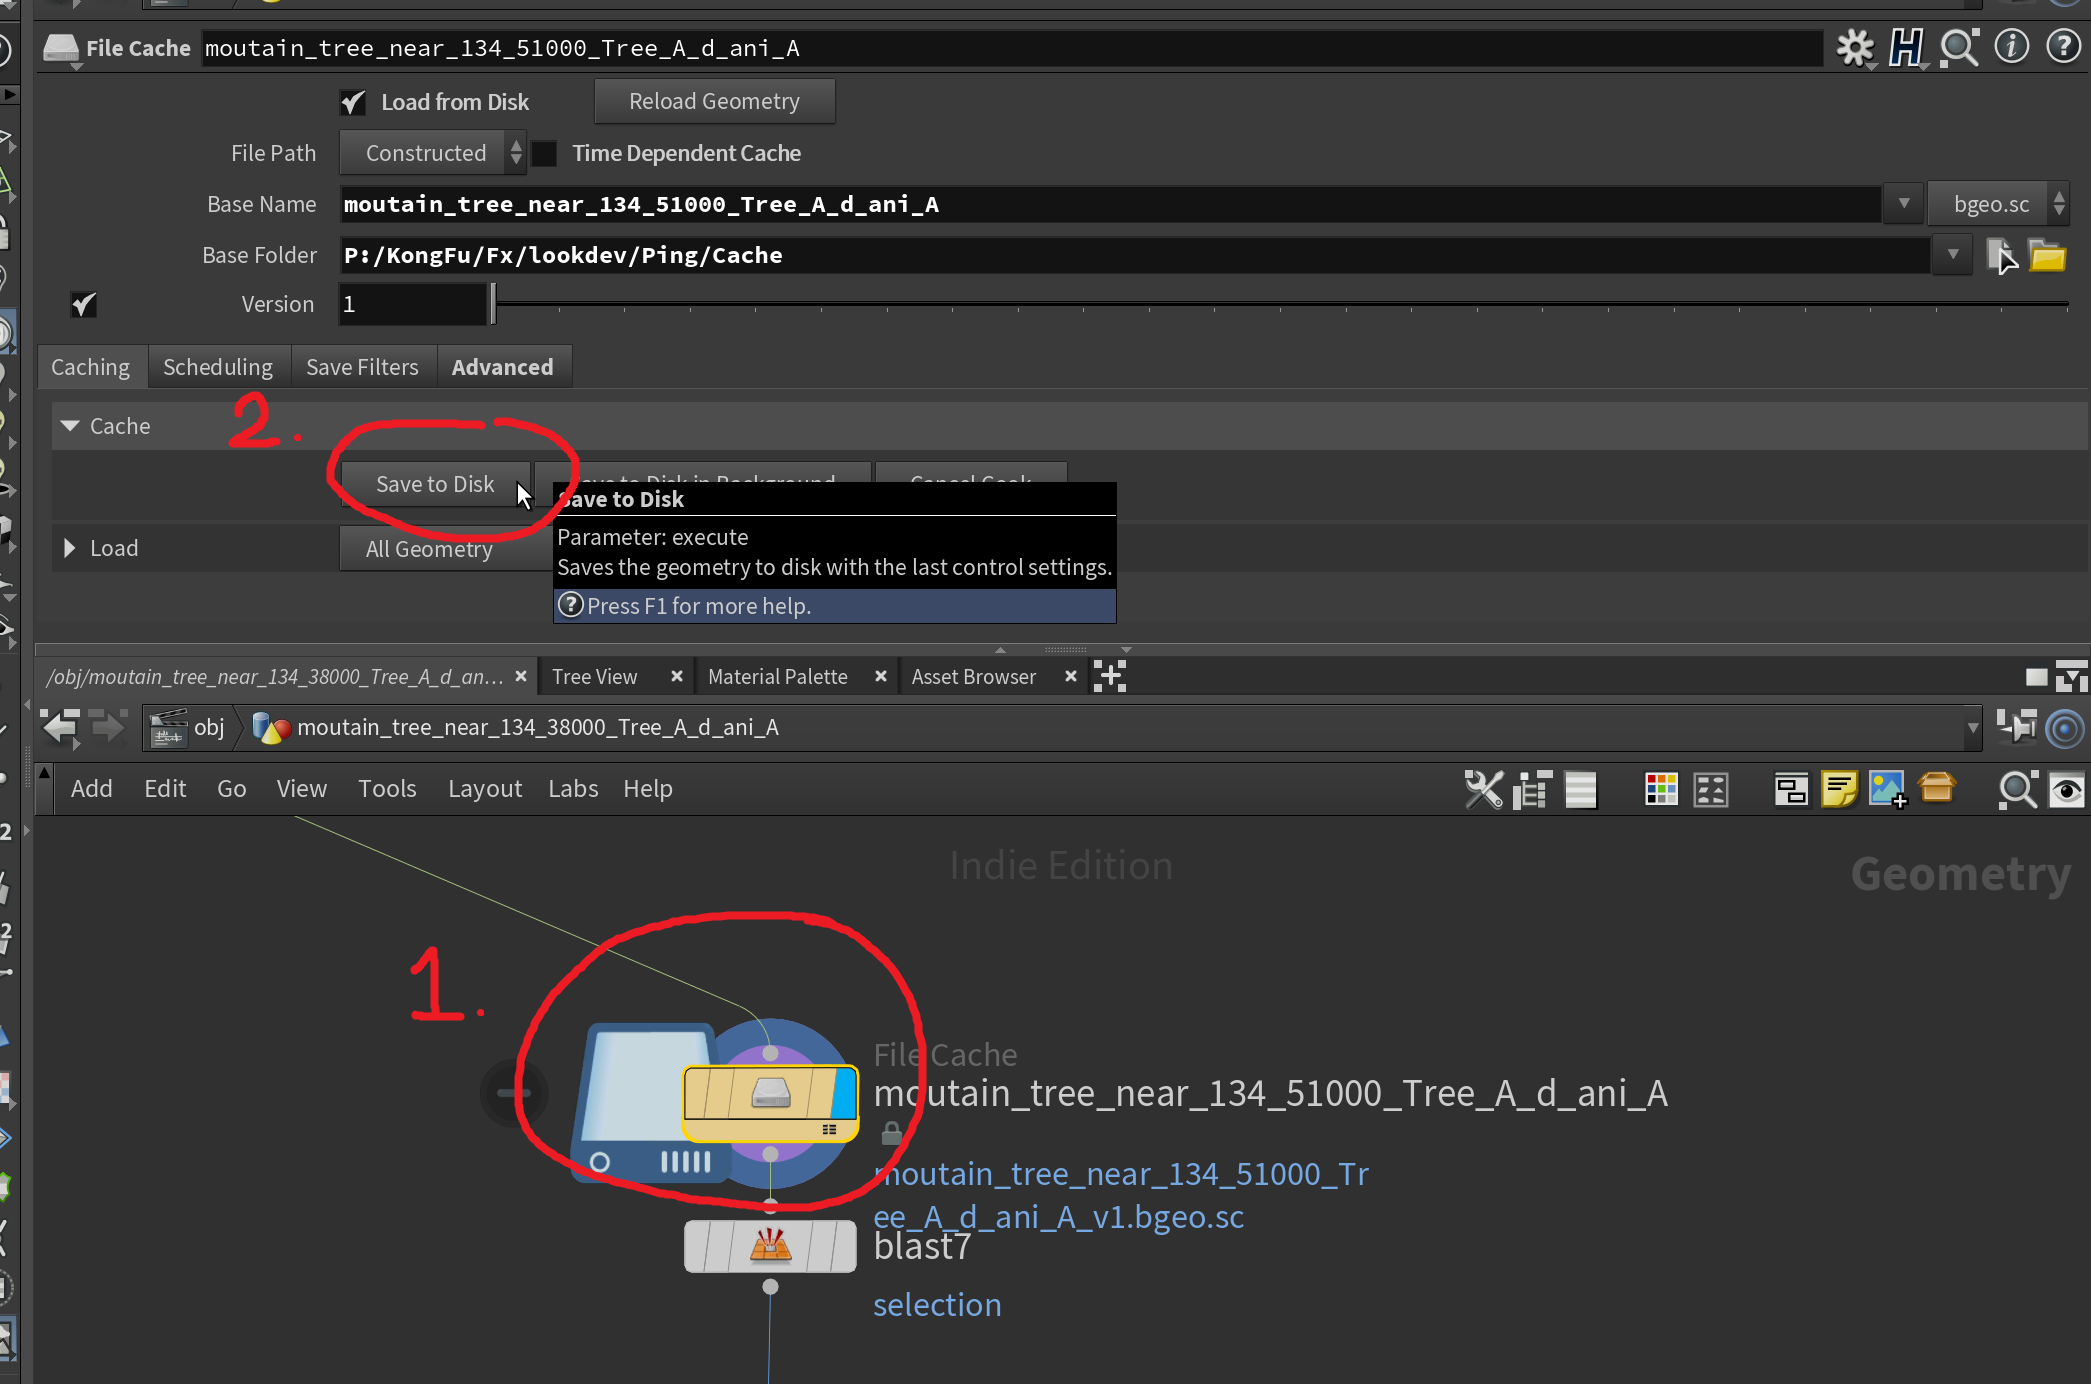 File Cache moutain_tree_near_134_51000_Tree_A_d_ani_A
Load from Disk Reload Geometry
File Path Constructed Time Dependent Cache
Base Name moutain_tree_near_134_51000_Tree_A_d_ani_A bgeo.sc
Base Folder P:/KongFu/Fx/lookdev/Ping/Cache
Version 1
Caching Scheduling Save Filters Advanced
2.
Cache
Save to Disk
Save to Disk
Parameter: execute
Saves the geometry to disk with the last control settings.
Press F1 for more help.
Load All Geometry
/obj/moutain_tree_near_134_38000_Tree_A_d_an... Tree View Material Palette Asset Browser
obj moutain_tree_near_134_38000_Tree_A_d_ani_A
Add Edit Go View Tools Layout Labs Help
Indie Edition
Geometry
1.
File Cache
moutain_tree_near_134_51000_Tree_A_d_ani_A
moutain_tree_near_134_51000_Tr
ee_A_d_ani_A_v1.bgeo.sc
blast7
selection